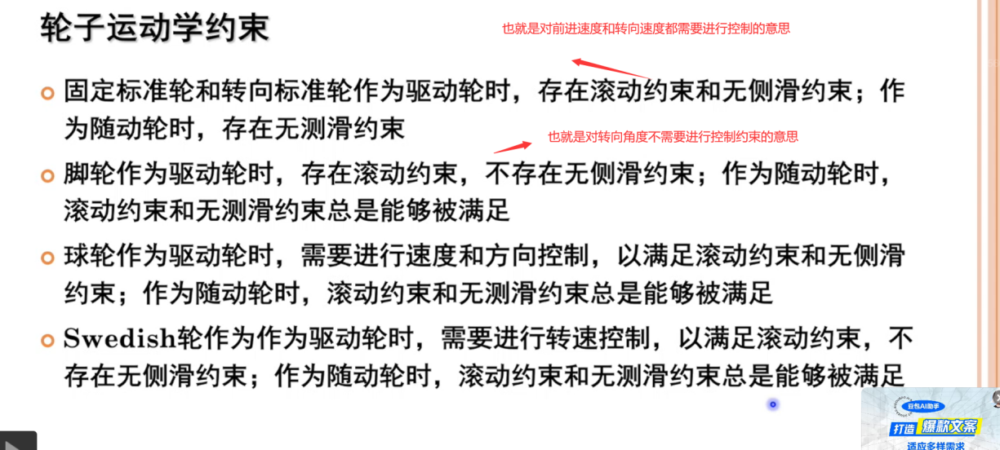 轮子运动学约束
也就是对前进速度和转向速度都需要进行控制的意思
固定标准轮和转向标准轮作为驱动轮时，存在滚动约束和无侧滑约束；作
为随动轮时，存在无测滑约束
也就是对转向角度不需要进行控制约束的意思
脚轮作为驱动轮时，存在滚动约束，不存在无侧滑约束；作为随动轮时，
滚动约束和无测滑约束总是能够被满足
球轮作为驱动轮时，需要进行速度和方向控制，以满足滚动约束和无侧滑
约束；作为随动轮时，滚动约束和无测滑约束总是能够被满足
Swedish轮作为作为驱动轮时，需要进行转速控制，以满足滚动约束，不
存在无侧滑约束；作为随动轮时，滚动约束和无测滑约束总是能够被满足
豆包AI助手
打造 爆款文案
适应多样需求